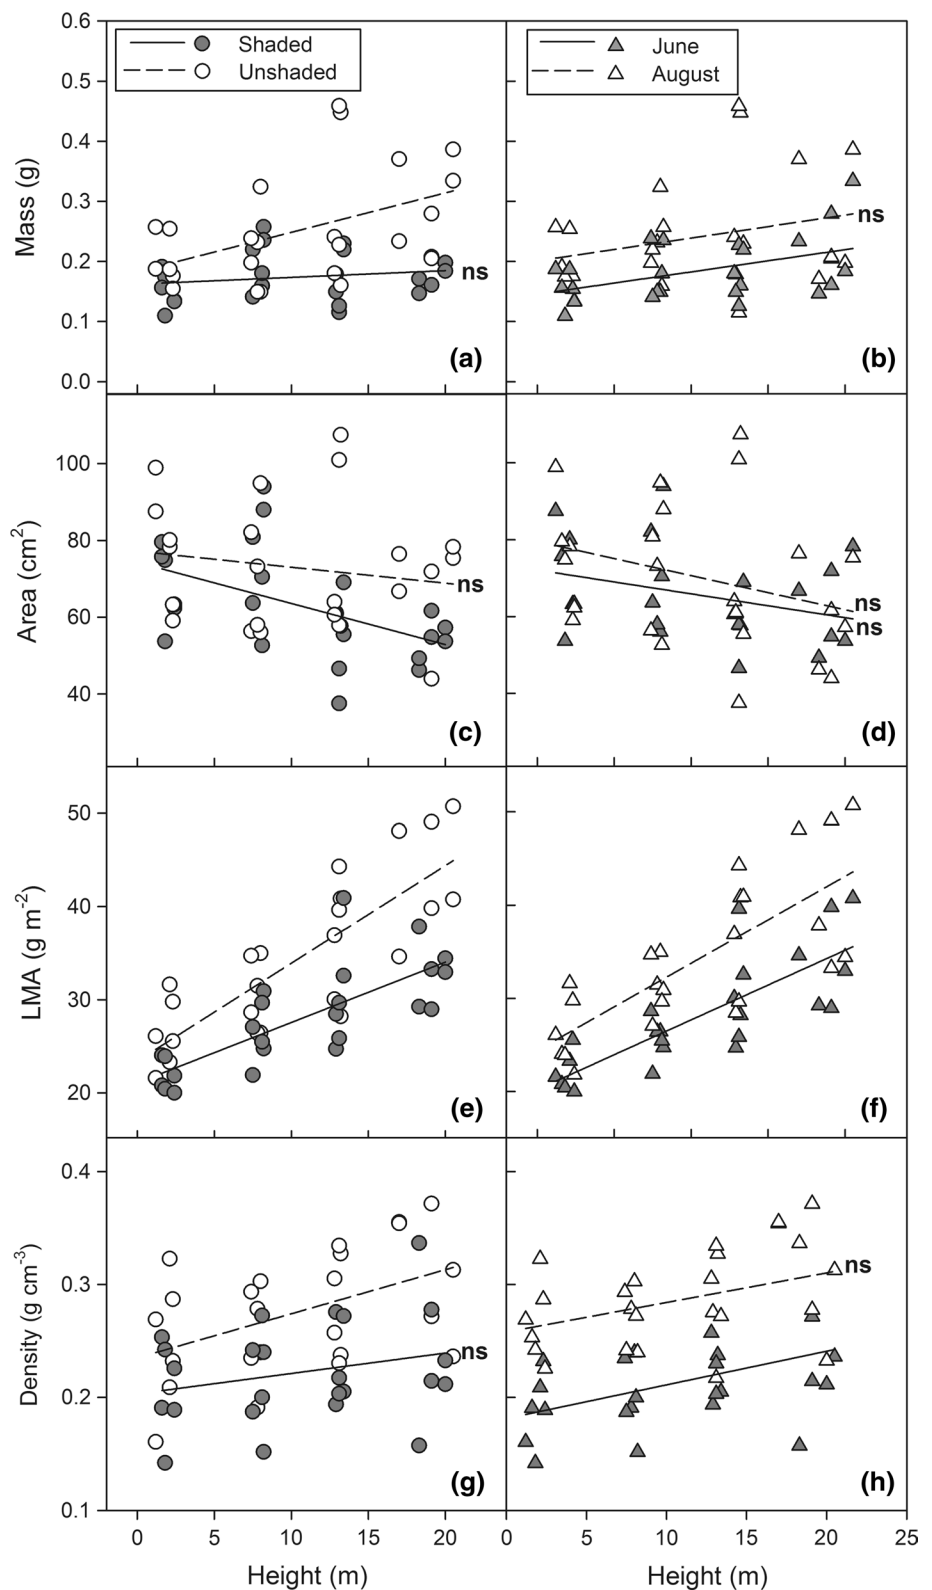 0.6
Shaded
Unshaded
June
August
0.5
0.4
0.3
0.2
0.1
0.0
Mass (g)
ns
(a)
ns
(b)
100
80
60
40
Area (cm2)
ns
(c)
ns
ns
(d)
50
40
30
20
LMA (g m-2)
(e)
(f)
0.4
0.3
0.2
0.1
Density (g cm-3)
ns
(g)
ns
(h)
0 5 10 15 20 0 5 10 15 20 25
Height (m) Height (m)